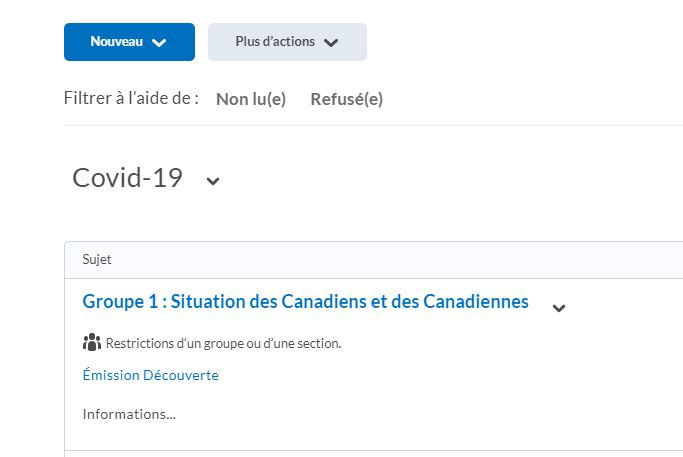 Nouveau Plus d’actions
Filtrer à l'aide de : Non lu(e) Refusé(e)
Covid-19
Sujet
Groupe 1 : Situation des Canadiens et des Canadiennes
Restrictions d’un groupe ou d’une section.
Émission Découverte
Informations...